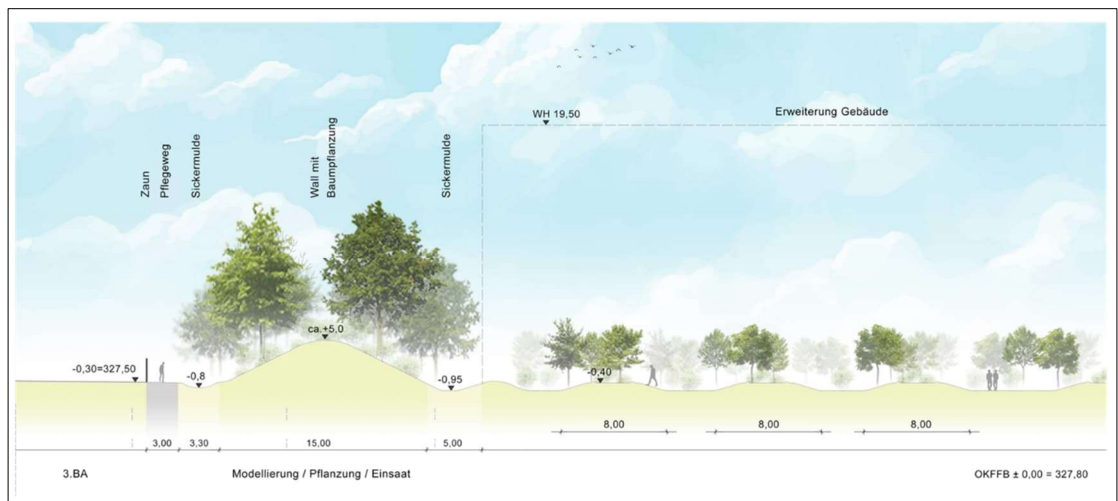 WH 19,50
Erweiterung Gebäude
Zaun
Pflegeweg
Sickermulde
Wall mit
Baumpflanzung
Sickermulde
ca.+5,0
-0,30=327,50
-0,8
-0,95
-0,40
3,00
3,30
15,00
5,00
8,00
8,00
8,00
3.BA
Modellierung / Pflanzung / Einsaat
OKFFB ± 0,00 = 327,80